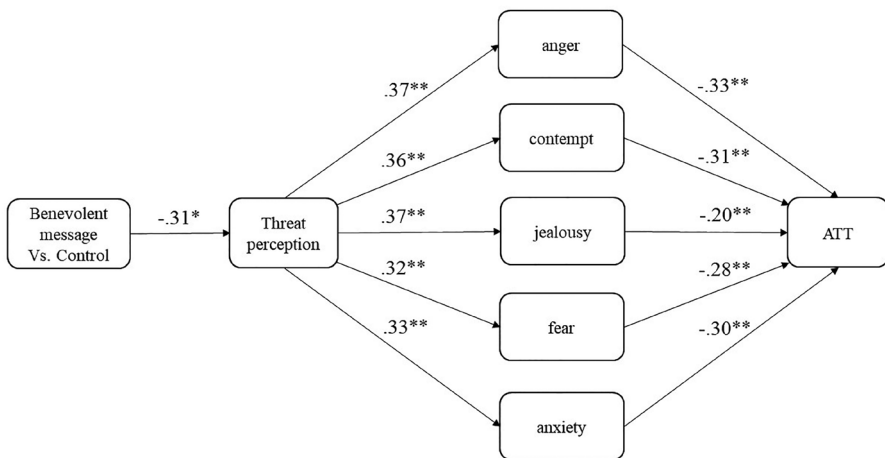 anger
.37**
-.33**
contempt
.36**
-.31**
Benevolent
message
Vs. Control
-.31*
Threat
perception
.37**
jealousy
-.20**
ATT
.32**
-.28**
fear
.33**
-.30**
anxiety